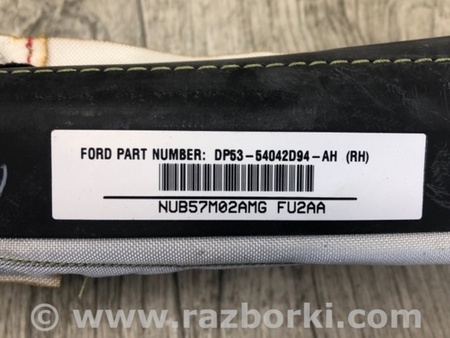 FORD PART NUMBER: DP53-54042D94-AH (RH)
NUB57M02AMG FU2AA
www.razborki.com